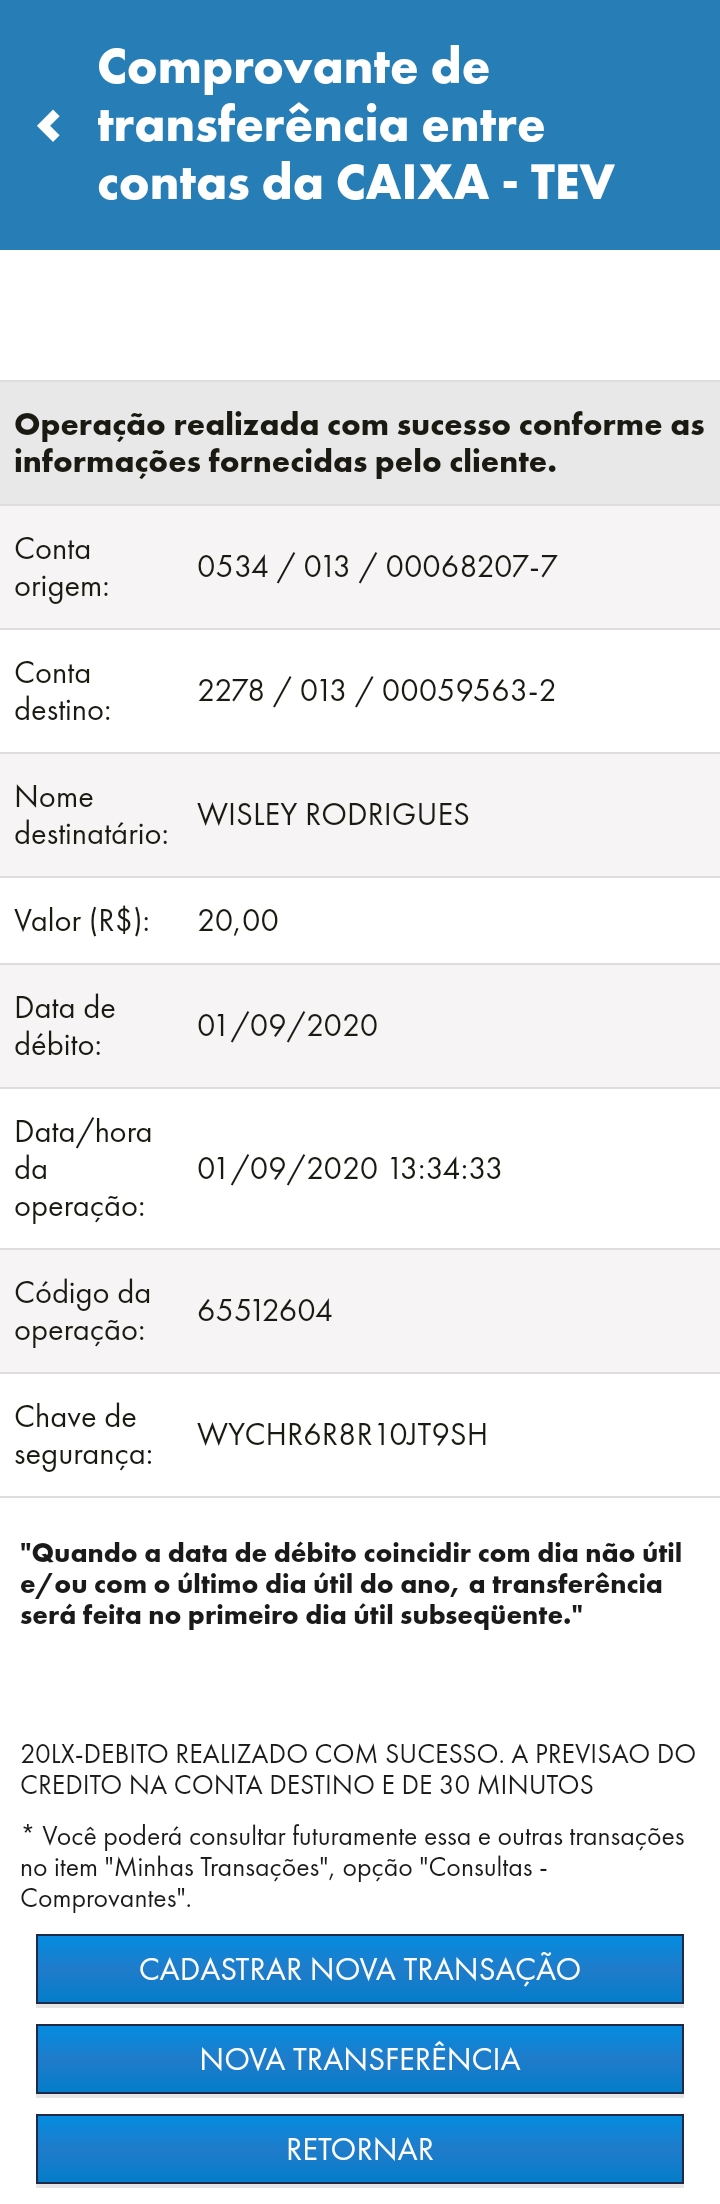 Comprovante de
transferência entre
contas da CAIXA - TEV
Operação realizada com sucesso conforme as
informações fornecidas pelo cliente.
Conta
origem:
0534 / 013 / 00068207-7
Conta
destino:
2278 / 013 / 00059563-2
Nome
destinatário:
WISLEY RODRIGUES
Valor (R$):
20,00
Data de
débito:
01/09/2020
Data/hora
da
operação:
01/09/2020 13:34:33
Código da
operação:
65512604
Chave de
segurança:
WYCHR6R8R10JT9SH
"Quando a data de débito coincidir com dia não útil
e/ou com o último dia útil do ano, a transferência
será feita no primeiro dia útil subseqüente."
20LX-DEBITO REALIZADO COM SUCESSO. A PREVISAO DO
CREDITO NA CONTA DESTINO E DE 30 MINUTOS
* Você poderá consultar futuramente essa e outras transações
no item "Minhas Transações", opção "Consultas -
Comprovantes".
CADASTRAR NOVA TRANSAÇÃO
NOVA TRANSFERÊNCIA
RETORNAR